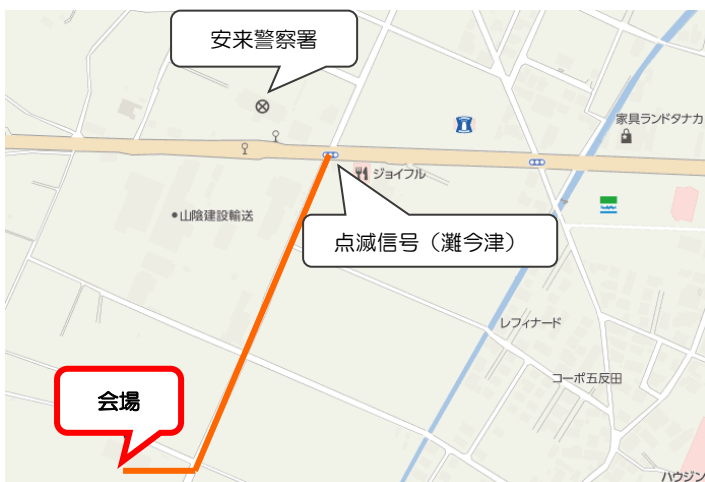 安来警察署
家具ランドタナカ
ジョイフル
山陰建設輸送
点滅信号（灘今津）
レフィナード
コーポ五反田
会場
ハウジン